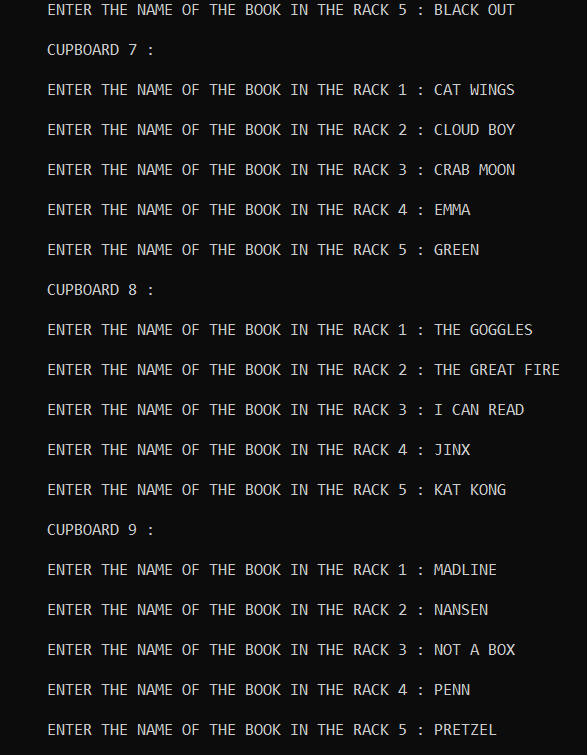 ENTER THE NAME OF THE BOOK IN THE RACK 5 : BLACK OUT
CUPBOARD 7 :
ENTER THE NAME OF THE BOOK IN THE RACK 1 : CAT WINGS
ENTER THE NAME OF THE BOOK IN THE RACK 2 : CLOUD BOY
ENTER THE NAME OF THE BOOK IN THE RACK 3 : CRAB MOON
ENTER THE NAME OF THE BOOK IN THE RACK 4 : EMMA
ENTER THE NAME OF THE BOOK IN THE RACK 5 : GREEN
CUPBOARD 8 :
ENTER THE NAME OF THE BOOK IN THE RACK 1 : THE GOGGLES
ENTER THE NAME OF THE BOOK IN THE RACK 2 : THE GREAT FIRE
ENTER THE NAME OF THE BOOK IN THE RACK 3 : I CAN READ
ENTER THE NAME OF THE BOOK IN THE RACK 4 : JINX
ENTER THE NAME OF THE BOOK IN THE RACK 5 : KAT KONG
CUPBOARD 9 :
ENTER THE NAME OF THE BOOK IN THE RACK 1 : MADLINE
ENTER THE NAME OF THE BOOK IN THE RACK 2 : NANSEN
ENTER THE NAME OF THE BOOK IN THE RACK 3 : NOT A BOX
ENTER THE NAME OF THE BOOK IN THE RACK 4 : PENN
ENTER THE NAME OF THE BOOK IN THE RACK 5 : PRETZEL